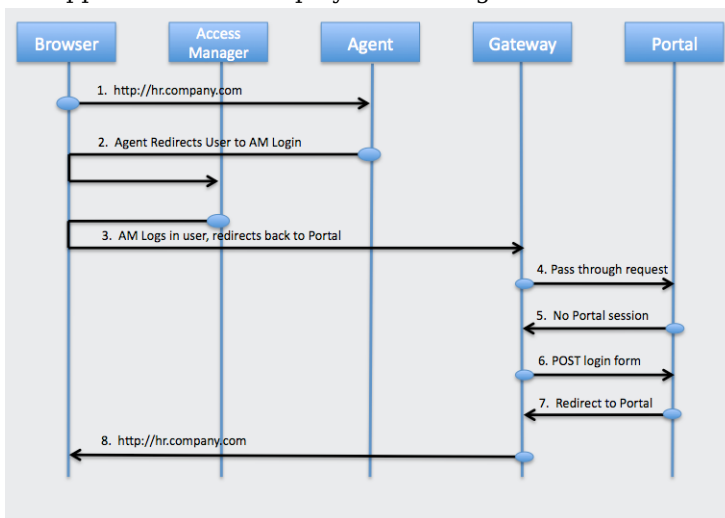 Browser
Access
Manager
Agent
Gateway
Portal
1. http://hr.company.com
2. Agent Redirects User to AM Login
3. AM Logs in user, redirects back to Portal
4. Pass through request
5. No Portal session
6. POST login form
7. Redirect to Portal
8. http://hr.company.com